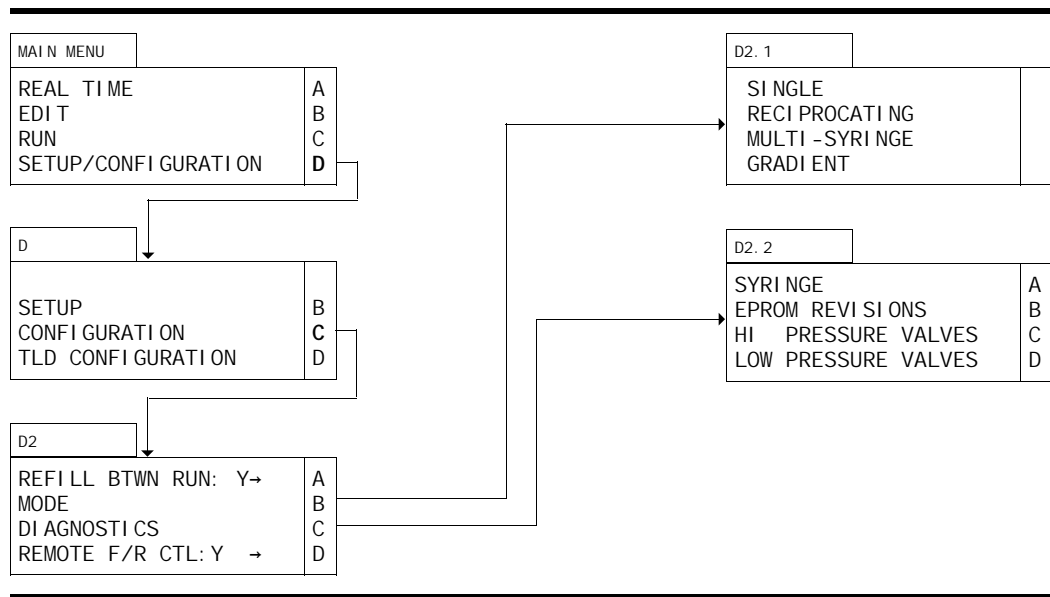 MAIN MENU
REAL TIME A
EDIT B
RUN C
SETUP/CONFIGURATION D
D
SETUP B
CONFIGURATION C
TLD CONFIGURATION D
D2
REFILL BTWN RUN: Y→ A
MODE B
DIAGNOSTICS C
REMOTE F/R CTL:Y → D
D2.1
SINGLE
RECIPROCATING
MULTI-SYRINGE
GRADIENT
D2.2
SYRINGE A
EPROM REVISIONS B
HI PRESSURE VALVES C
LOW PRESSURE VALVES D